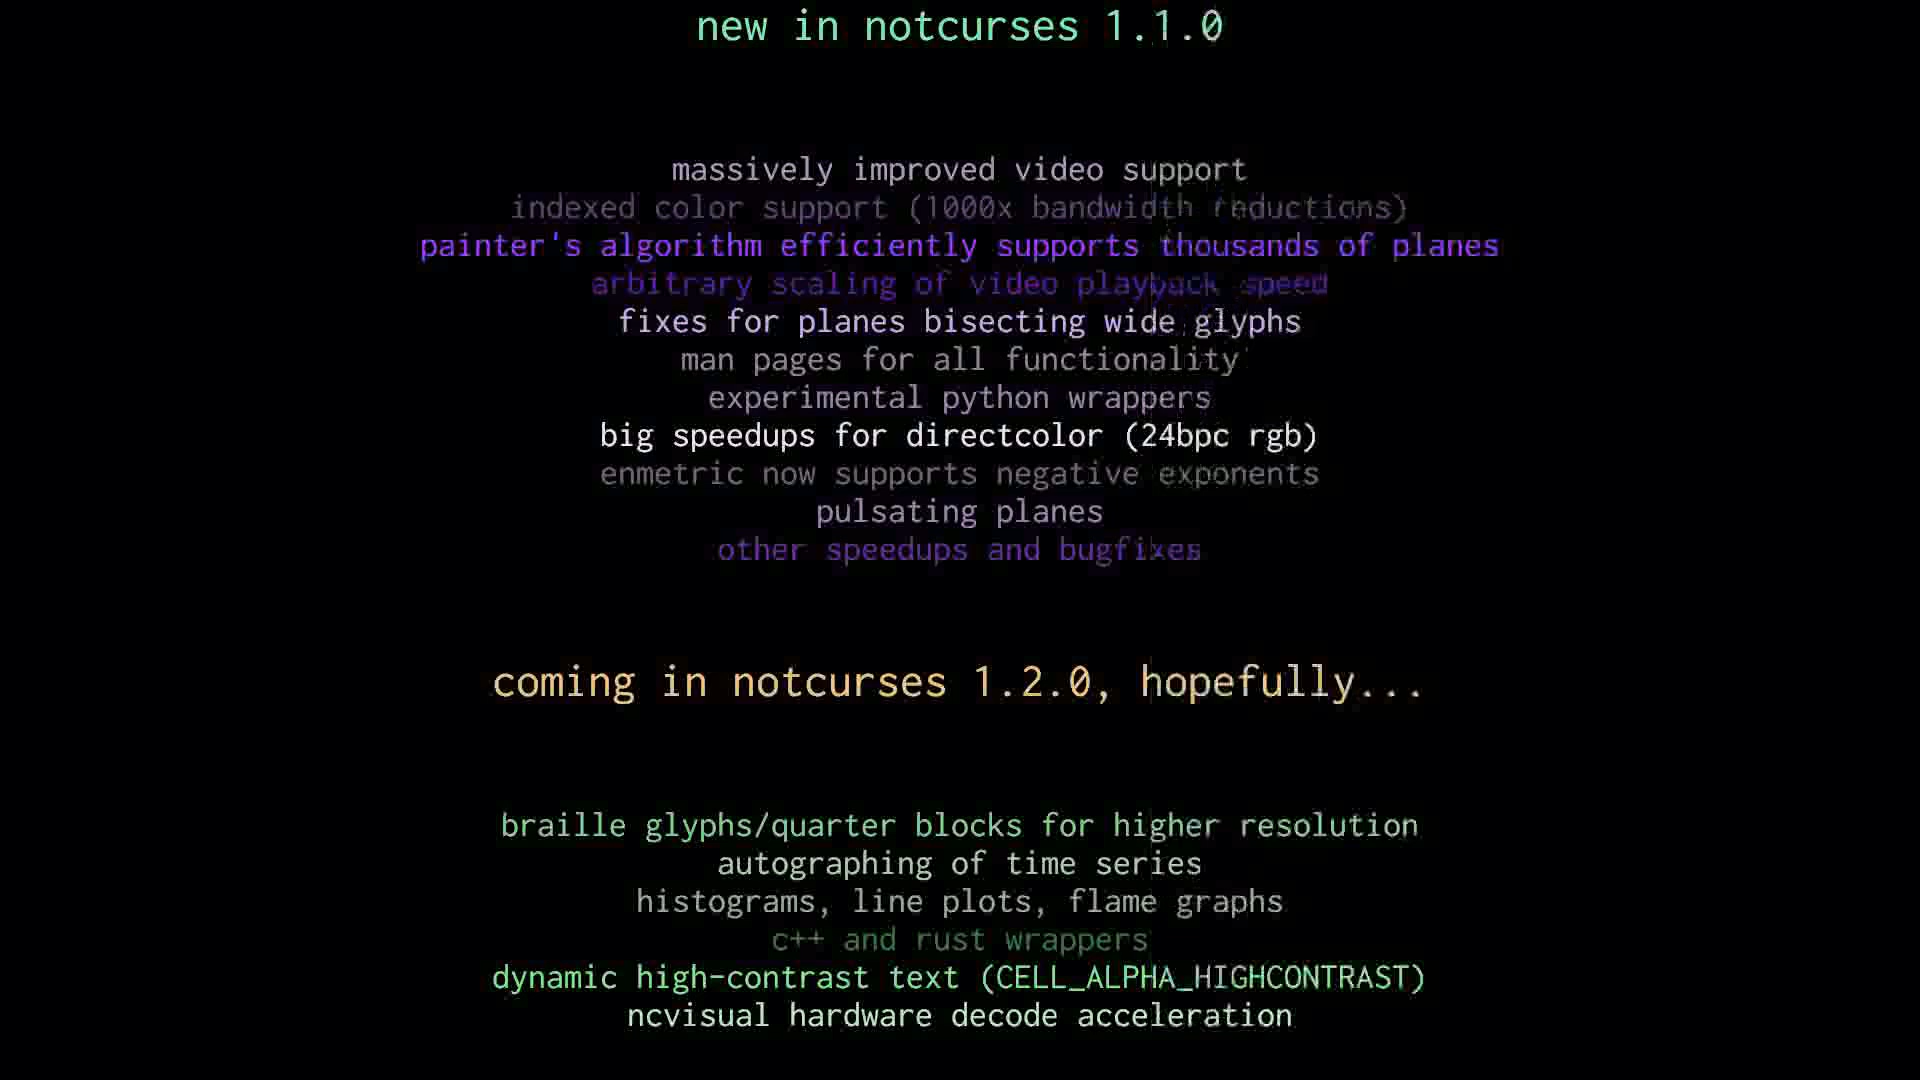 new in notcurses 1.1.0
massively improved video support
indexed color support (1000x bandwidth reductions)
painter's algorithm efficiently supports thousands of planes
arbitrary scaling of video playback speed
fixes for planes bisecting wide glyphs
man pages for all functionality
experimental python wrappers
big speedups for directcolor (24bpc rgb)
enmetric now supports negative exponents
pulsating planes
other speedups and bugfixes
coming in notcurses 1.2.0, hopefully...
braille glyphs/quarter blocks for higher resolution
autographing of time series
histograms, line plots, flame graphs
c++ and rust wrappers
dynamic high-contrast text (CELL_ALPHA_HIGHCONTRAST)
ncvisual hardware decode acceleration